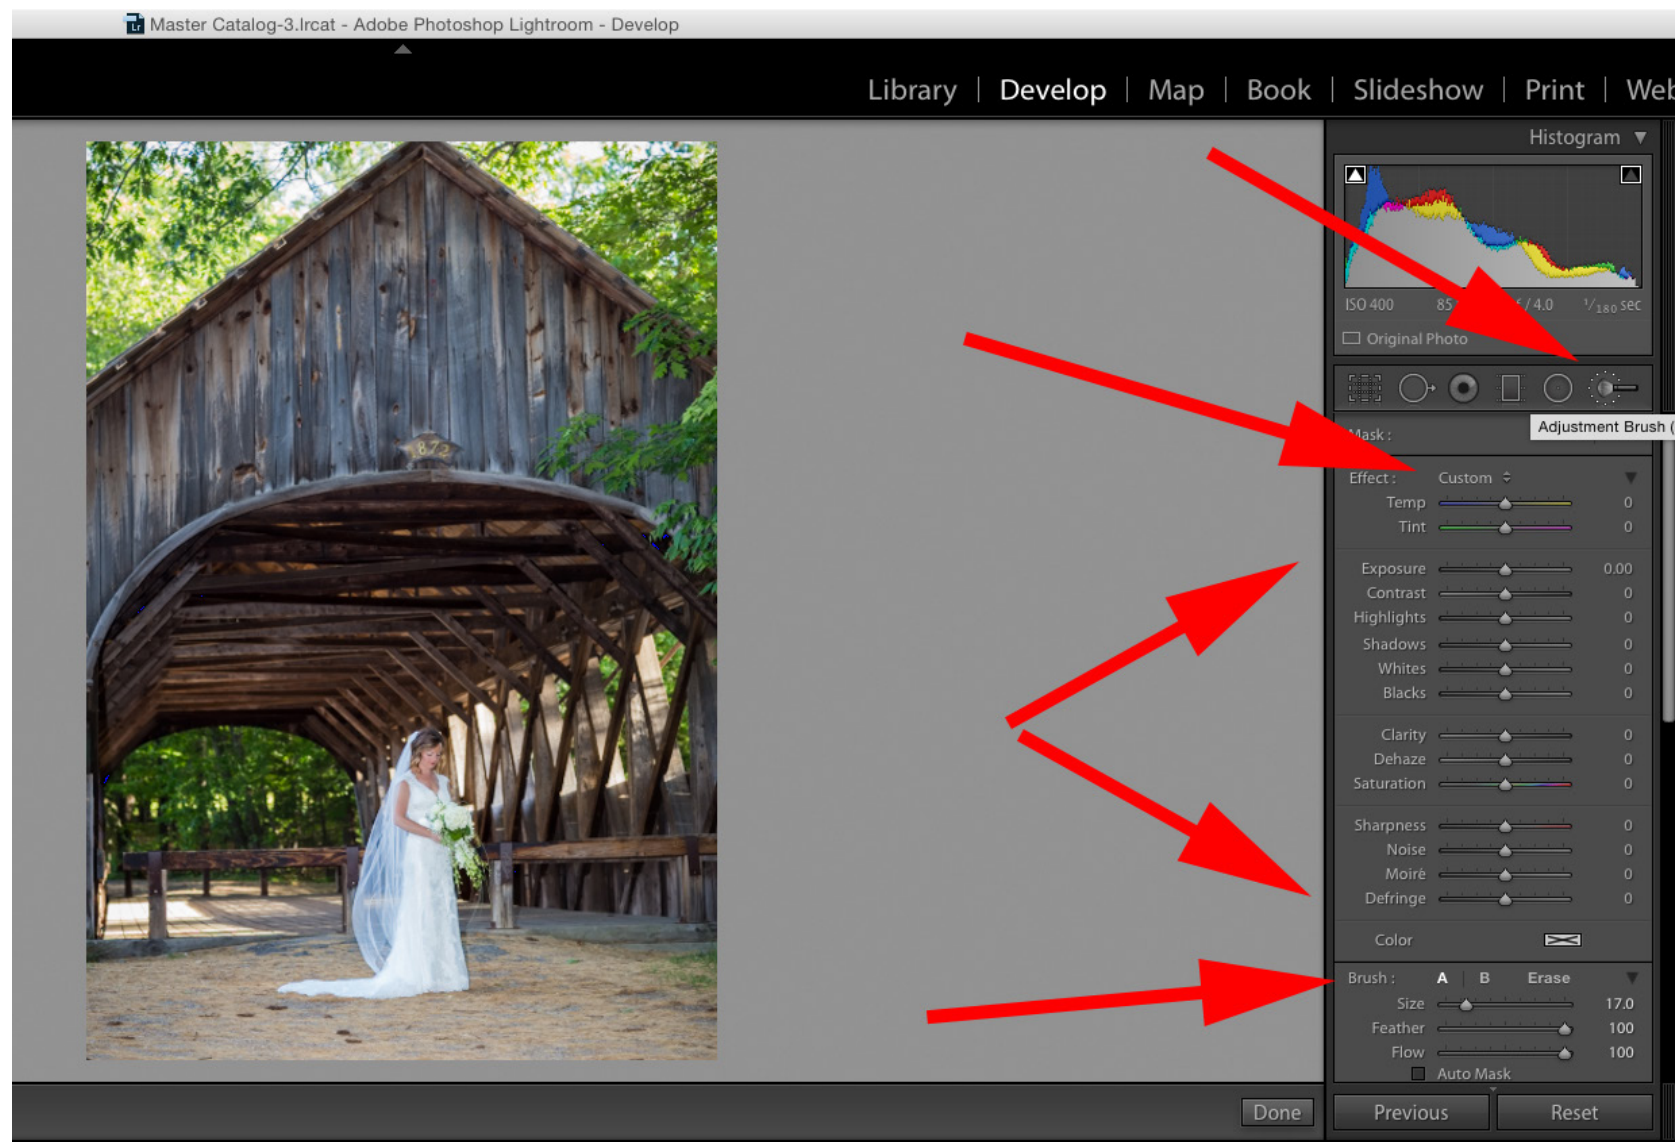 Master Catalog-3.lrcat - Adobe Photoshop Lightroom - Develop
Library | Develop | Map | Book | Slideshow | Print | Web
Histogram
ISO 400 85 f / 4.0 1/180 sec
Original Photo
Adjustment Brush (
Mask :
Effect : Custom
Temp 0
Tint 0
Exposure 0.00
Contrast 0
Highlights 0
Shadows 0
Whites 0
Blacks 0
Clarity 0
Dehaze 0
Saturation 0
Sharpness 0
Noise 0
Moiré 0
Defringe 0
Color
Brush : A | B Erase
Size 17.0
Feather 100
Flow 100
Auto Mask
Done Previous Reset
1872